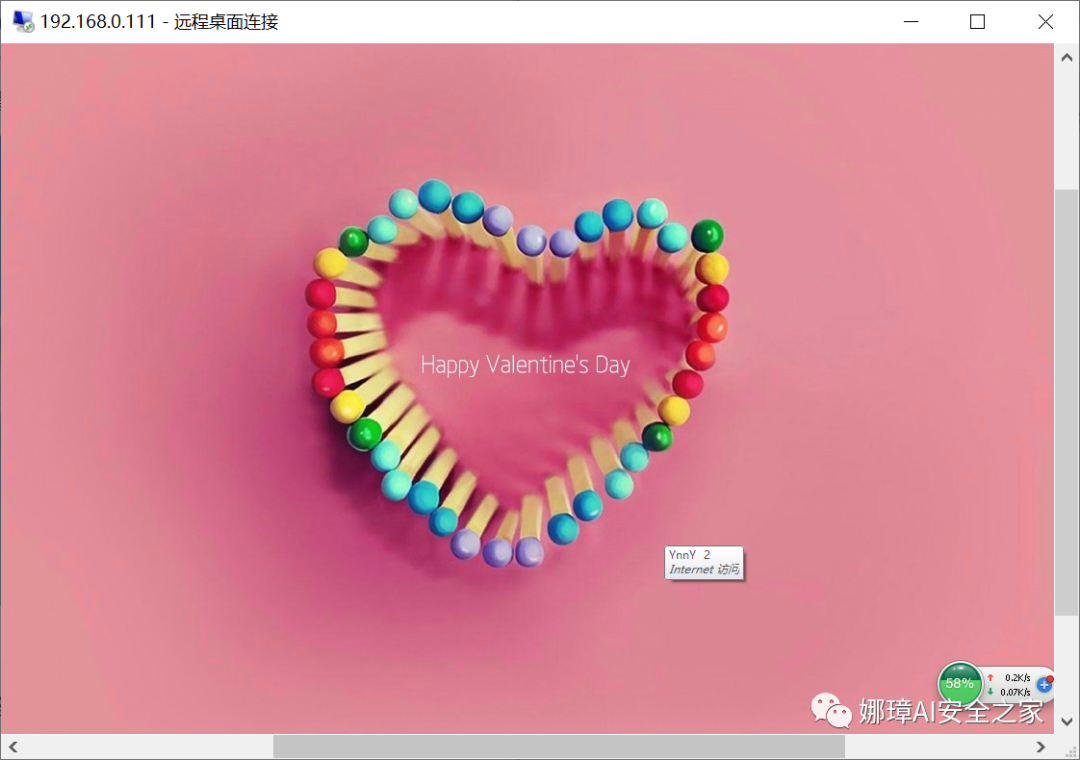 192.168.0.111 - 远程桌面连接
Happy Valentine's Day
YnnY 2
Internet 访问
58%
0.2K/s
0.07K/s
娜璋AI安全之家